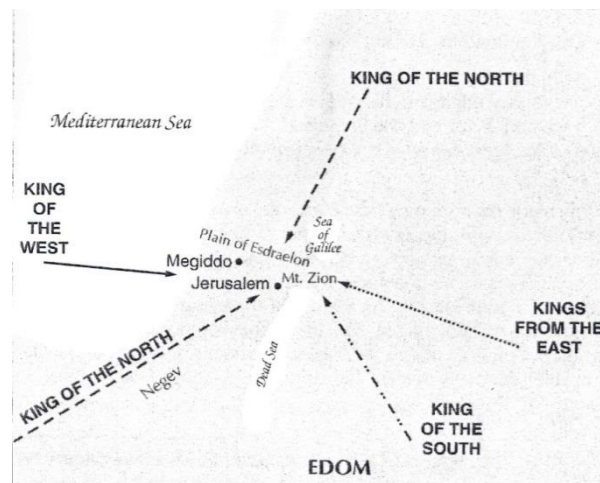 KING OF THE NORTH
Mediterranean Sea
KING
OF
THE
WEST
Sea
of
Galilee
Plain of Esdraelon
Megiddo
Jerusalem
Mt. Zion
KINGS
FROM THE
EAST
KING OF THE NORTH
Negev
Dead Sea
KING
OF THE
SOUTH
EDOM